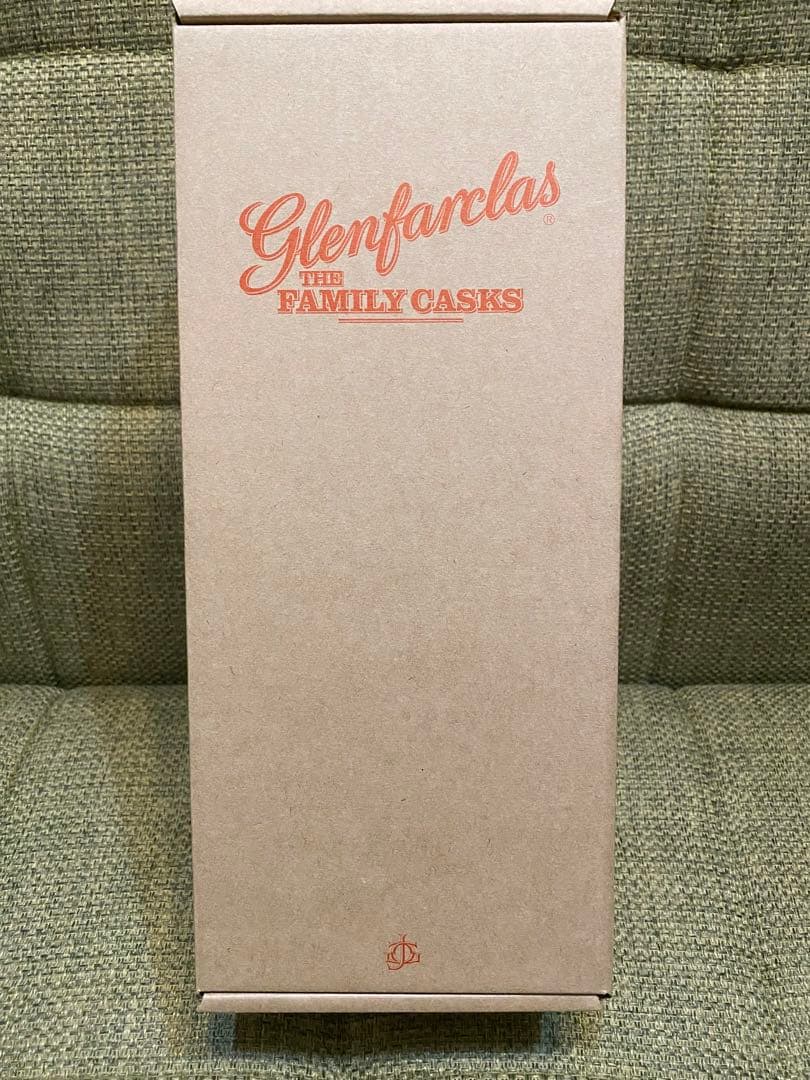 Glenfarclas®
THE
FAMILY CASKS